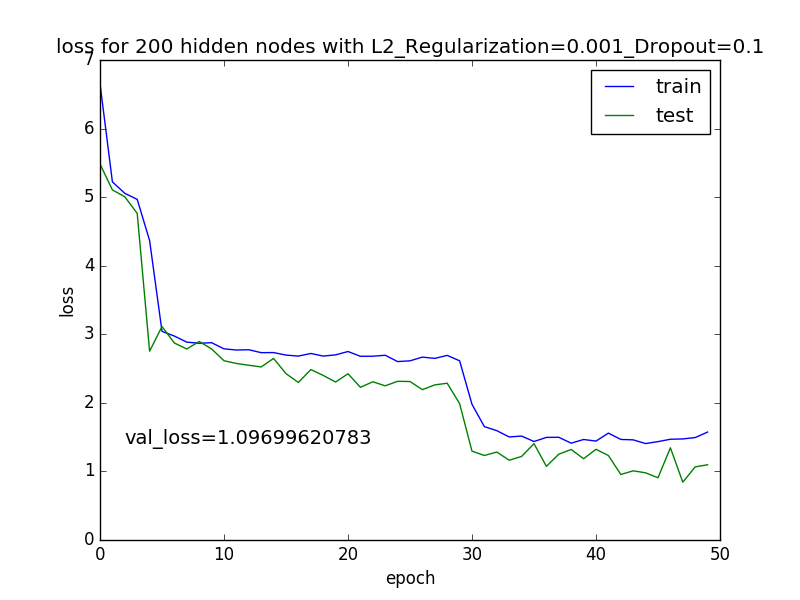 loss for 200 hidden nodes with L2_Regularization=0.001_Dropout=0.1
7
6
5
4
3
2
1
0
loss
train
test
val_loss=1.09699620783
0 10 20 30 40 50
epoch